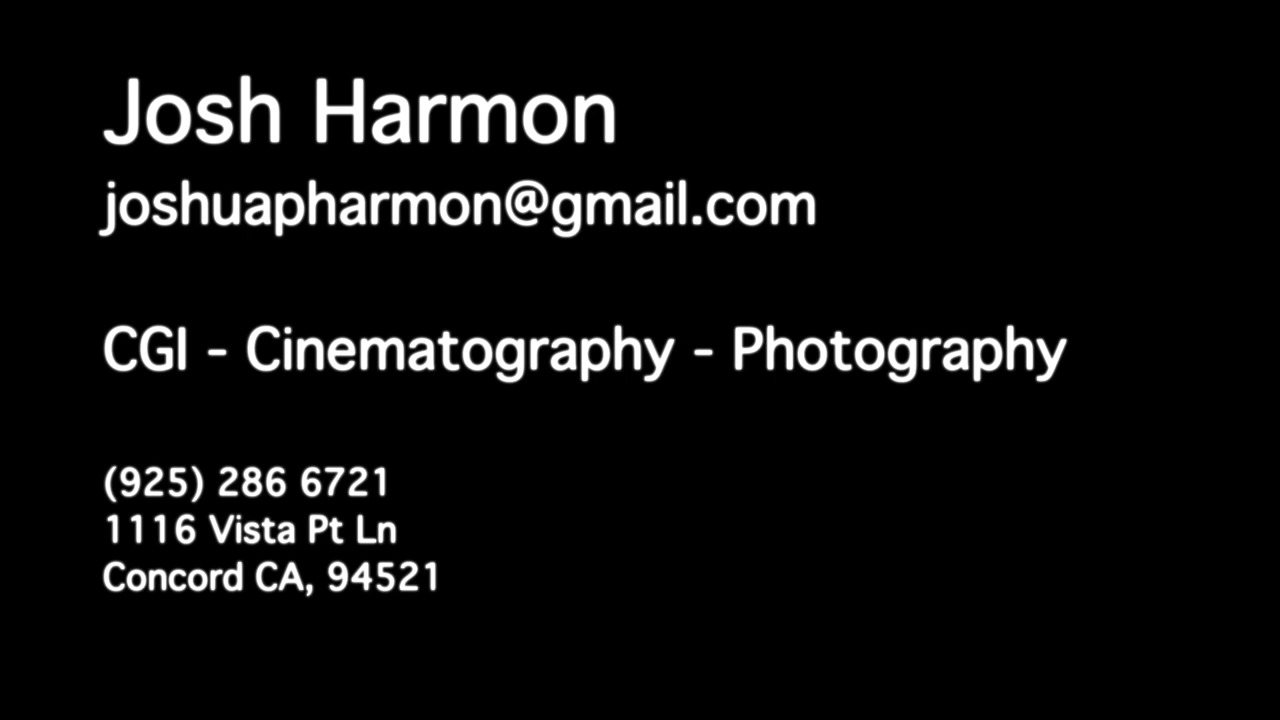 Josh Harmon
joshuapharmon@gmail.com
CGI - Cinematography - Photography
(925) 286 6721
1116 Vista Pt Ln
Concord CA, 94521